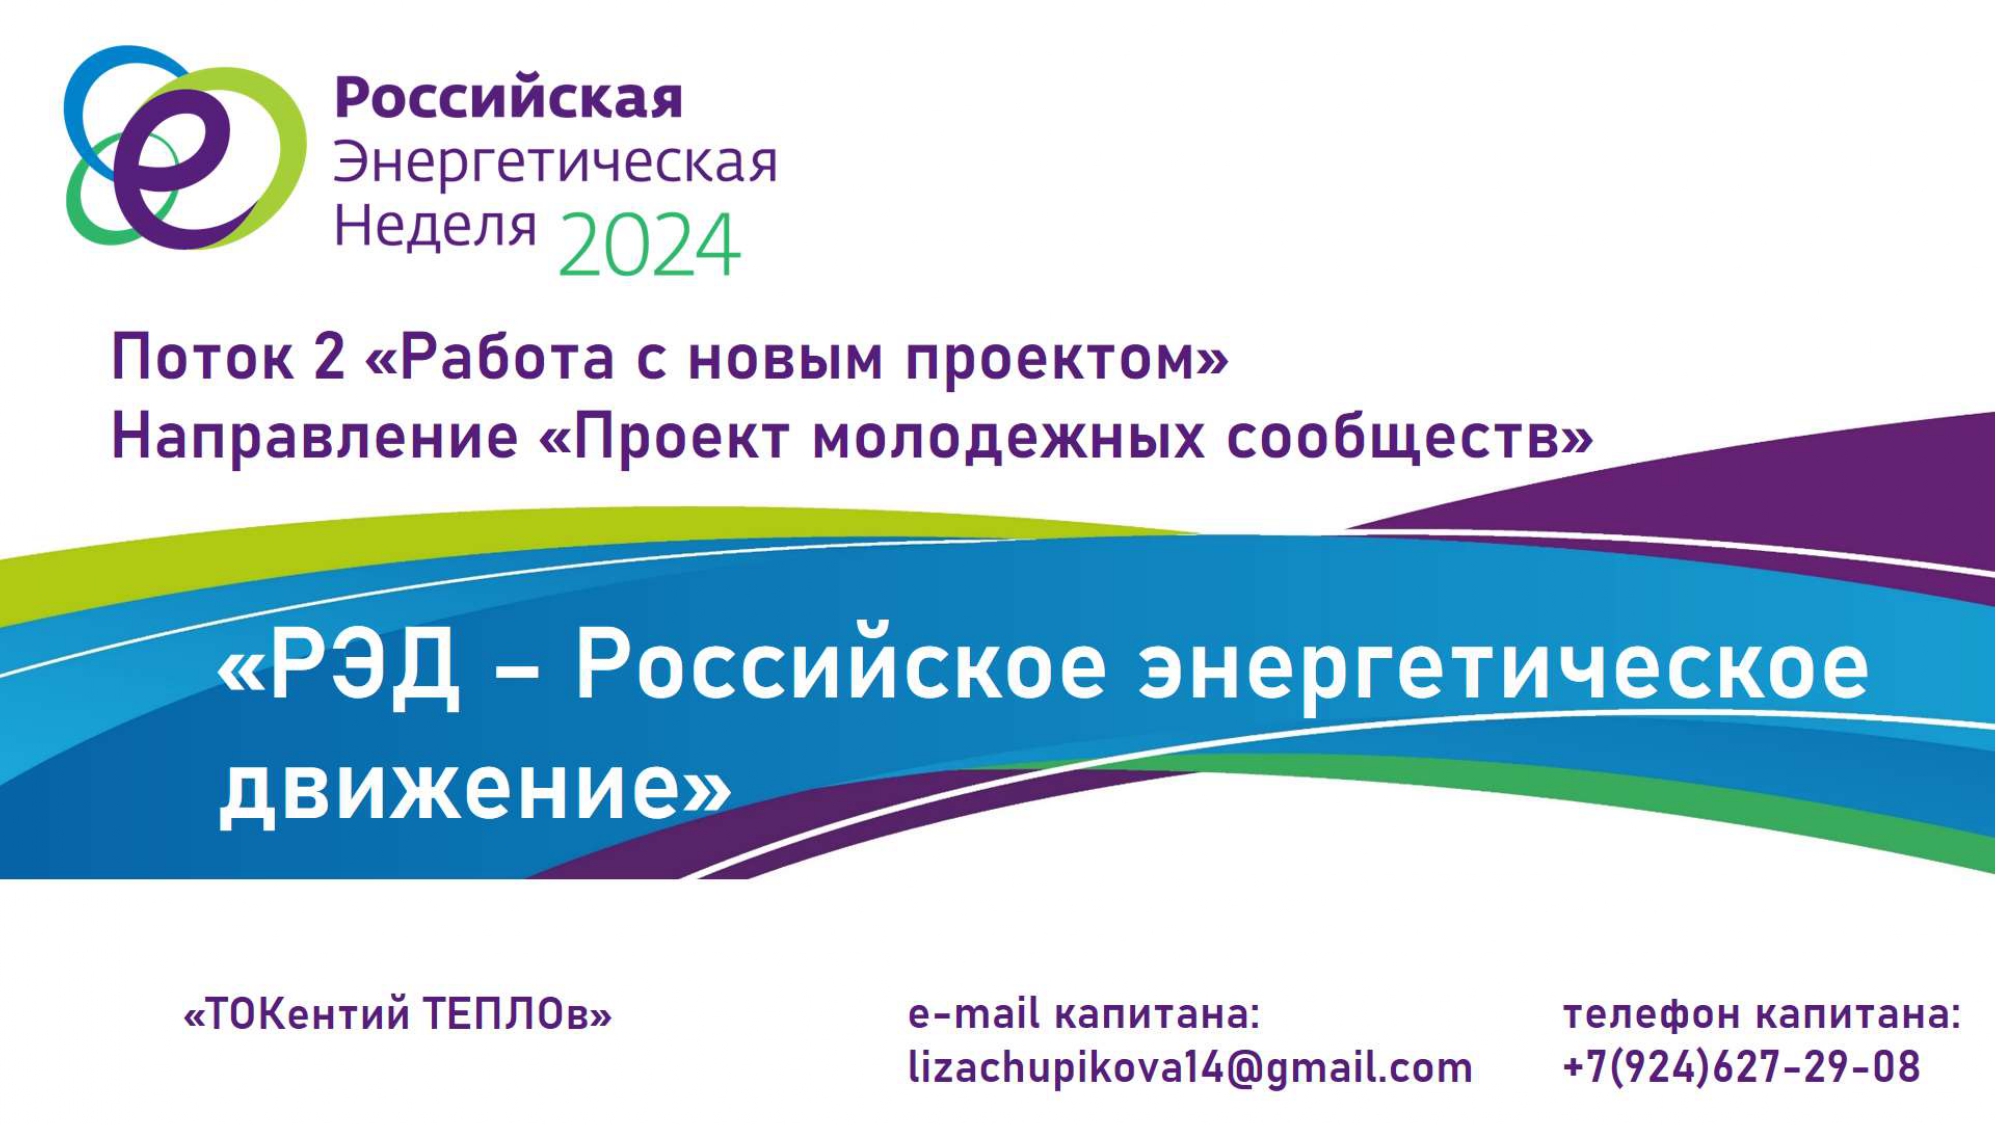 Российская
Энергетическая
Неделя 2024
Поток 2 «Работа с новым проектом»
Направление «Проект молодежных сообществ»
«РЭД – Российское энергетическое
движение»
«ТОКентий ТЕПЛОв»
e-mail капитана:
lizachupikova14@gmail.com
телефон капитана:
+7(924)627-29-08